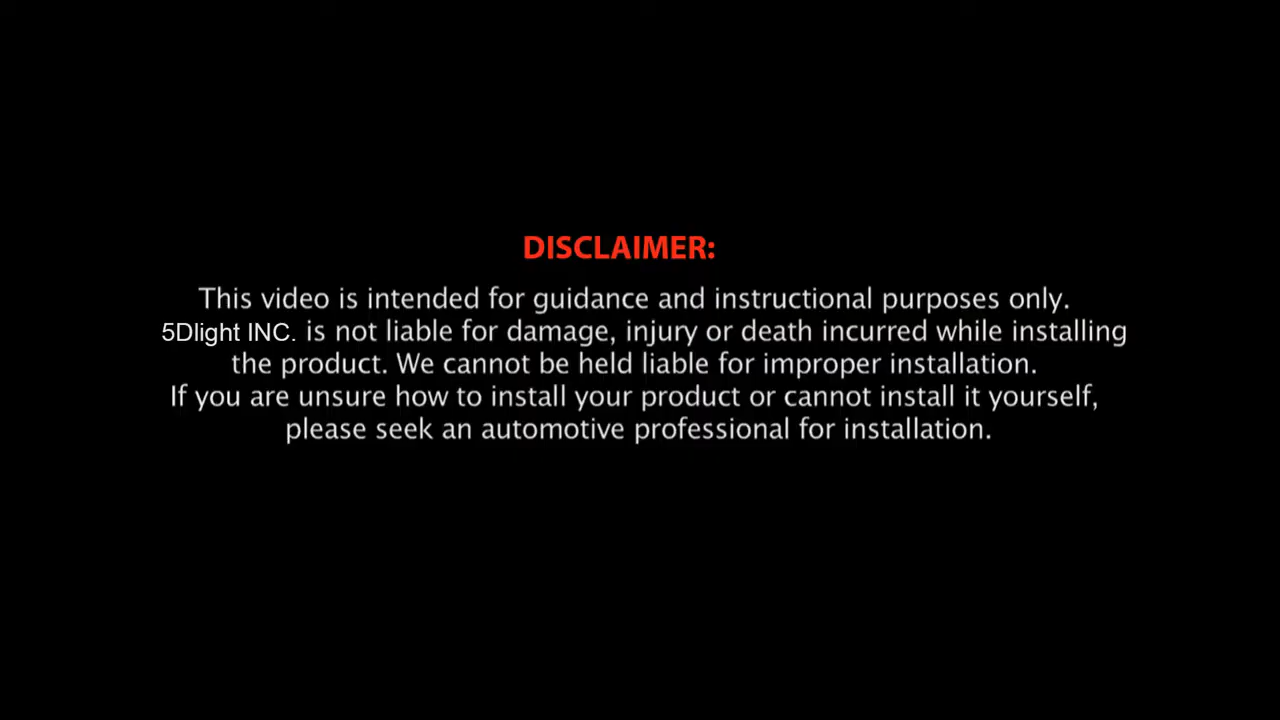 DISCLAIMER:
This video is intended for guidance and instructional purposes only.
5Dlight INC. is not liable for damage, injury or death incurred while installing
the product. We cannot be held liable for improper installation.
If you are unsure how to install your product or cannot install it yourself,
please seek an automotive professional for installation.